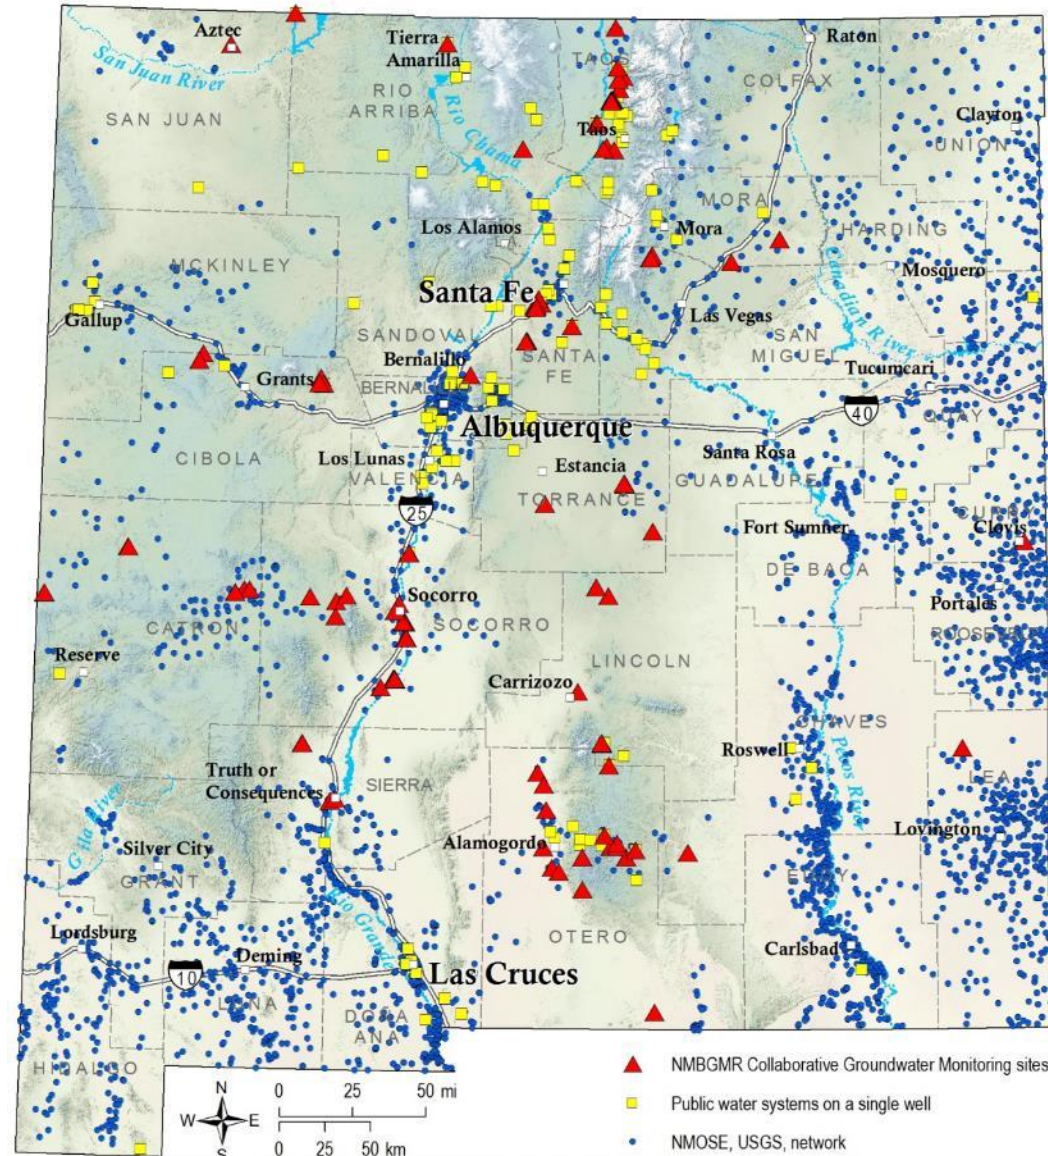 Aztec
San Juan River
SAN JUAN
Tierra
Amarilla
RIO
ARRIBA
Rio Chama
TAOS
Taos
Raton
COLFAX
Clayton
UNION
Los Alamos
MORA
Mora
HARDING
Mosquero
Canadian River
MCKINLEY
Gallup
Santa Fe
SANDOVAL
Las Vegas
SAN
MIGUEL
Bernalillo
SANTA
FE
Tucumcari
Grants
Albuquerque
40
QUAY
CIBOLA
Los Lunas
VALENCIA
Estancia
TORRANCE
Santa Rosa
GUADALUPE
25
Fort Sumner
CURRY
Clovis
DE BACA
Socorro
SOCORRO
Portales
CATRON
Reserve
LINCOLN
Carrizozo
CHAVES
Roswell
Pecos River
LEA
Truth or
Consequences
SIERRA
Gila River
Silver City
GRANT
Alamogordo
Lovington
EDDY
Rio Grande
Lordsburg
Deming
10
OTERO
Carlsbad
Las Cruces
LUNA
DOÑA
ANA
HIDALGO
N
W E
S
0 25 50 mi
0 25 50 km
NMBGMR Collaborative Groundwater Monitoring sites
Public water systems on a single well
NMOSE, USGS, network